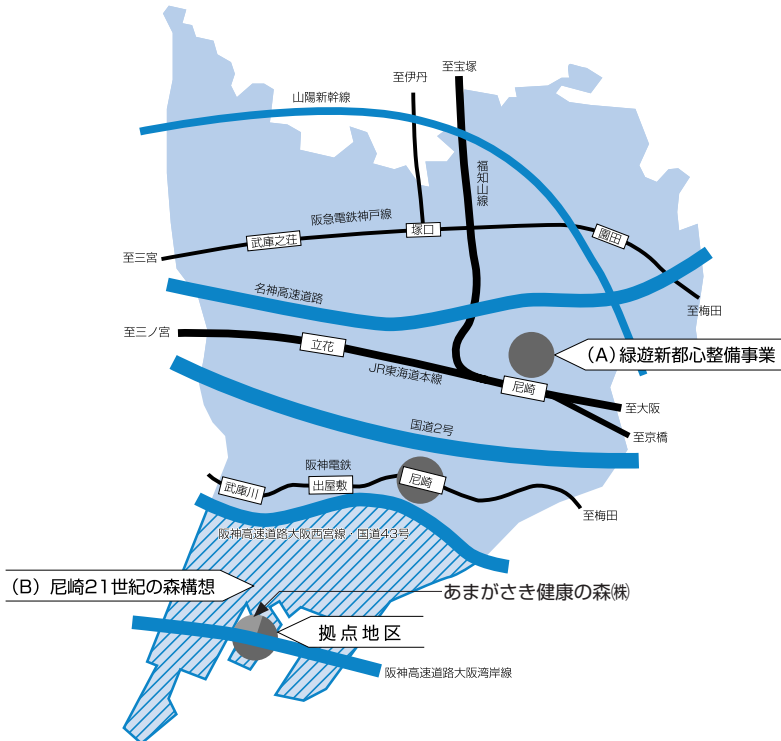 至宝塚
至伊丹
山陽新幹線
福知山線
阪急電鉄神戸線
塚口
武庫之荘
園田
至三宮
名神高速道路
至梅田
至三ノ宮
立花
(A)緑遊新都心整備事業
JR東海道本線
尼崎
至大阪
国道2号
至京橋
阪神電鉄
尼崎
武庫川
出屋敷
至梅田
阪神高速道路大阪西宮線・国道43号
(B) 尼崎21世紀の森構想
あまがさき健康の森㈱
拠点地区
阪神高速道路大阪湾岸線